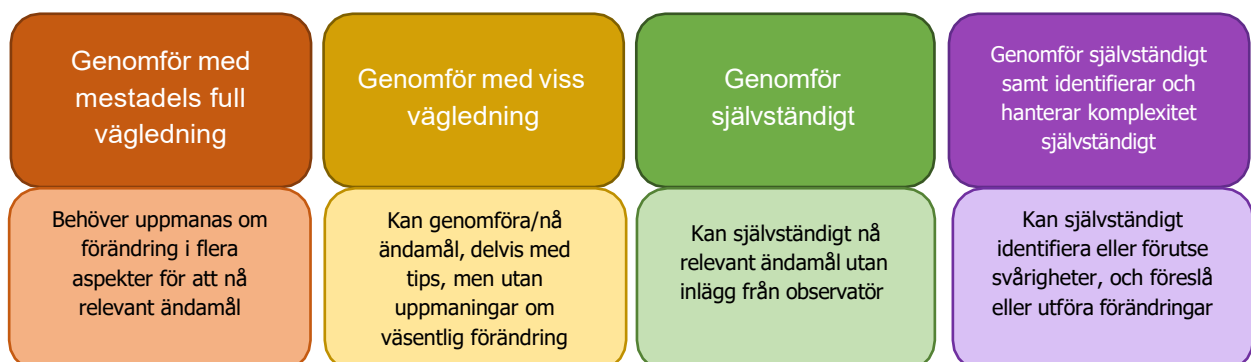 Genomför med
mestadels full
vägledning
Behöver uppmanas om
förändring i flera
aspekter för att nå
relevant ändamål
Genomför med viss
vägledning
Kan genomföra/nå
ändamål, delvis med
tips, men utan
uppmaningar om
väsentlig förändring
Genomför
självständigt
Kan självständigt nå
relevant ändamål utan
inlägg från observatör
Genomför självständigt
samt identifierar och
hanterar komplexitet
självständigt
Kan självständigt
identifiera eller förutse
svårigheter, och föreslå
eller utföra förändringar